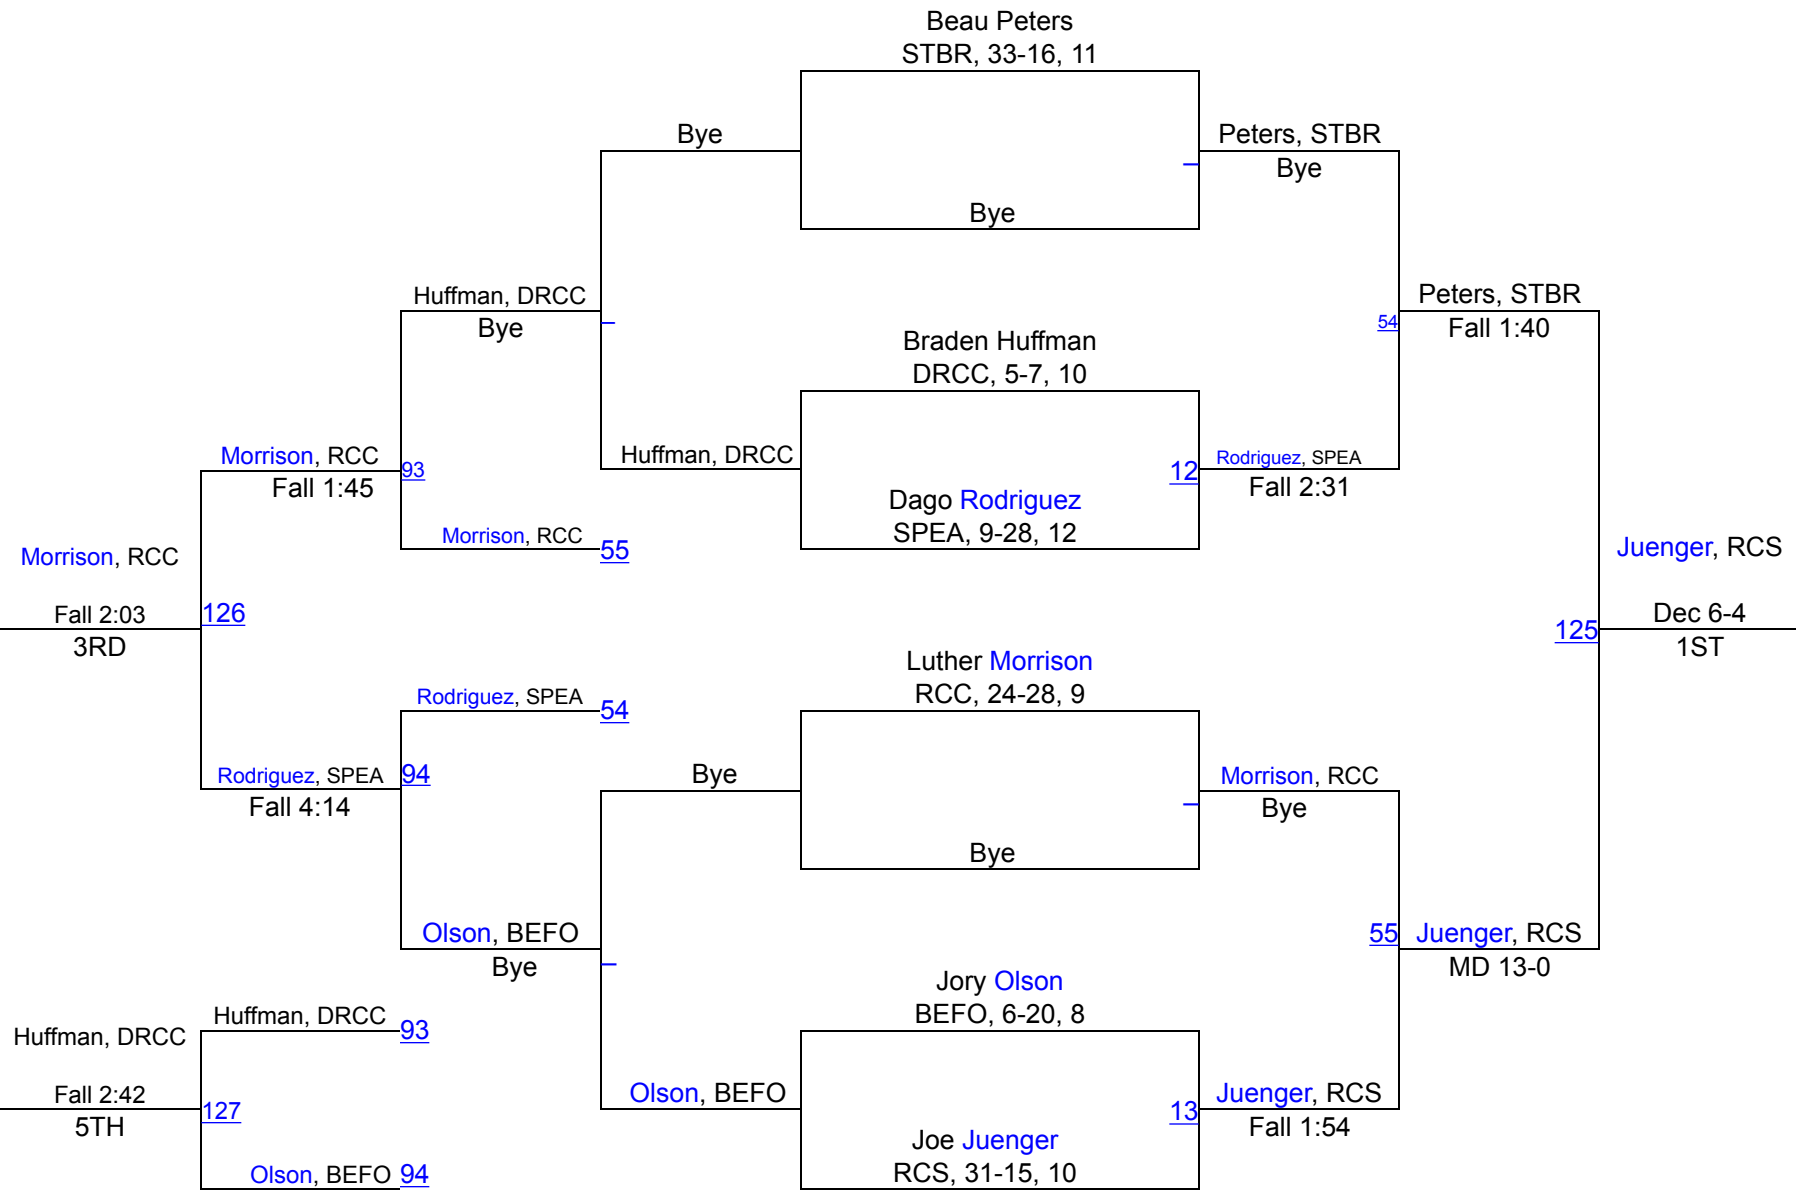 Beau Peters
STBR, 33-16, 11
Bye
Peters, STBR
Bye
Bye
Huffman, DRCC
Bye
Peters, STBR
54
Fall 1:40
Braden Huffman
DRCC, 5-7, 10
Morrison, RCC
93
Fall 1:45
Huffman, DRCC
12
Rodriguez, SPEA
Fall 2:31
Dago Rodriguez
SPEA, 9-28, 12
Morrison, RCC
55
Morrison, RCC
Fall 2:03
3RD
126
Juenger, RCS
Dec 6-4
1ST
125
Luther Morrison
RCC, 24-28, 9
Rodriguez, SPEA
54
Rodriguez, SPEA
94
Fall 4:14
Bye
Morrison, RCC
Bye
Bye
Olson, BEFO
Bye
55
Juenger, RCS
MD 13-0
Jory Olson
BEFO, 6-20, 8
Huffman, DRCC
93
Huffman, DRCC
Fall 2:42
5TH
127
Olson, BEFO
13
Juenger, RCS
Fall 1:54
Joe Juenger
RCS, 31-15, 10
Olson, BEFO
94